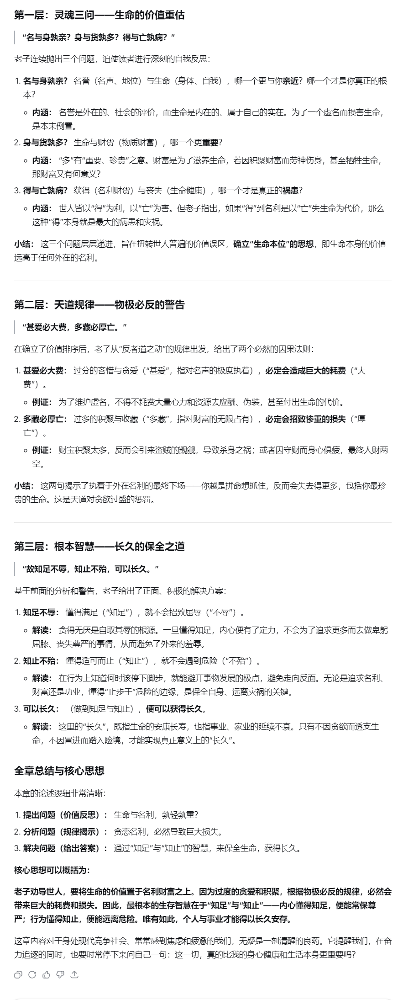 第一层：灵魂三问——生命的价值重估
“名与身孰亲？身与货孰多？得与亡孰病？”
老子连续抛出三个问题，迫使读者进行深刻的自我反思：
1. 名与身孰亲？ 名誉（名声、地位）与生命（身体、自我），哪一个更与你亲近？哪一个才是你真正的根
本？
内涵： 名誉是外在的、社会的评价，而生命是内在的、属于自己的实在。为了一个虚名而损害生命，
是本末倒置。
2. 身与货孰多？ 生命与财货（物质财富），哪一个更重要？
内涵： “多”有“重要、珍贵”之意。财富是为了滋养生命，若因积聚财富而劳神伤身，甚至牺牲生命，
那财富又有何意义？
3. 得与亡孰病？ 获得（名利财货）与丧失（生命健康），哪一个才是真正的祸患？
内涵： 世人皆以“得”为利，以“亡”为害。但老子指出，如果“得”到名利是以“亡”失生命为代价，那么
这种“得”本身就是最大的病患和灾祸。
小结： 这三个问题层层递进，旨在扭转世人普遍的价值误区，确立“生命本位”的思想，即生命本身的价值
远高于任何外在的名利。
第二层：天道规律——物极必反的警告
“甚爱必大费，多藏必厚亡。”
在确立了价值排序后，老子从“反者道之动”的规律出发，给出了两个必然的因果法则：
1. 甚爱必大费： 过分的吝惜与贪爱（“甚爱”，指对名声的极度执着），必定会造成巨大的耗费（“大
费”）。
例证： 为了维护虚名，不得不耗费大量心力和资源去应酬、伪装，甚至付出生命的代价。
2. 多藏必厚亡： 过多的积聚与收藏（“多藏”，指对财富的无限占有），必定会招致惨重的损失（“厚
亡”）。
例证： 财宝积聚太多，反而会引来盗贼的觊觎，导致杀身之祸；或者因守财而身心俱疲，最终人财两
空。
小结： 这两句揭示了执着于外在名利的最终下场——你越是拼命想抓住，反而会失去得更多，包括你最珍
贵的生命。这是天道对贪欲过盛的惩罚。
第三层：根本智慧——长久的保全之道
“故知足不辱，知止不殆，可以长久。”
基于前面的分析和警告，老子给出了正面、积极的解决方案：
1. 知足不辱： 懂得满足（“知足”），就不会招致屈辱（“不辱”）。
解读： 贪得无厌是自取其辱的根源。一旦懂得知足，内心便有了定力，不会为了追求更多而去做卑躬
屈膝、丧失尊严的事情，从而避免了外来的羞辱。
2. 知止不殆： 懂得适可而止（“知止”），就不会遇到危险（“不殆”）。
解读： 在行为上知道何时该停下脚步，就能避开事物发展的极点，避免走向反面。无论是追求名利、
财富还是功业，懂得“止步于”危险的边缘，是保全自身、远离灾祸的关键。
3. 可以长久： （做到知足与知止），便可以获得长久。
解读： 这里的“长久”，既指生命的安康长寿，也指事业、家业的延续不衰。只有不因贪欲而透支生
命，不因冒进而踏入险境，才能实现真正意义上的“长久”。
全章总结与核心思想
本章的论述逻辑非常清晰：
1. 提出问题（价值反思）： 生命与名利，孰轻孰重？
2. 分析问题（规律揭示）： 贪恋名利，必然导致巨大损失。
3. 解决问题（给出答案）： 通过“知足”与“知止”的智慧，来保全生命，获得长久。
核心思想可以概括为：
老子劝导世人，要将生命的价值置于名利财富之上。因为过度的贪爱和积聚，根据物极必反的规律，必然会
带来巨大的耗费和损失。因此，最根本的生存智慧在于“知足”与“知止”——内心懂得知足，便能常保尊
严；行为懂得知止，便能远离危险。唯有如此，个人与事业才能得以长久安存。
这章内容对于身处现代竞争社会、常常感到焦虑和疲惫的我们，无疑是一剂清醒的良药。它提醒我们，在奋
力追逐的同时，也要时常停下来问自己一句：这一切，真的比我的身心健康和生活本身更重要吗？